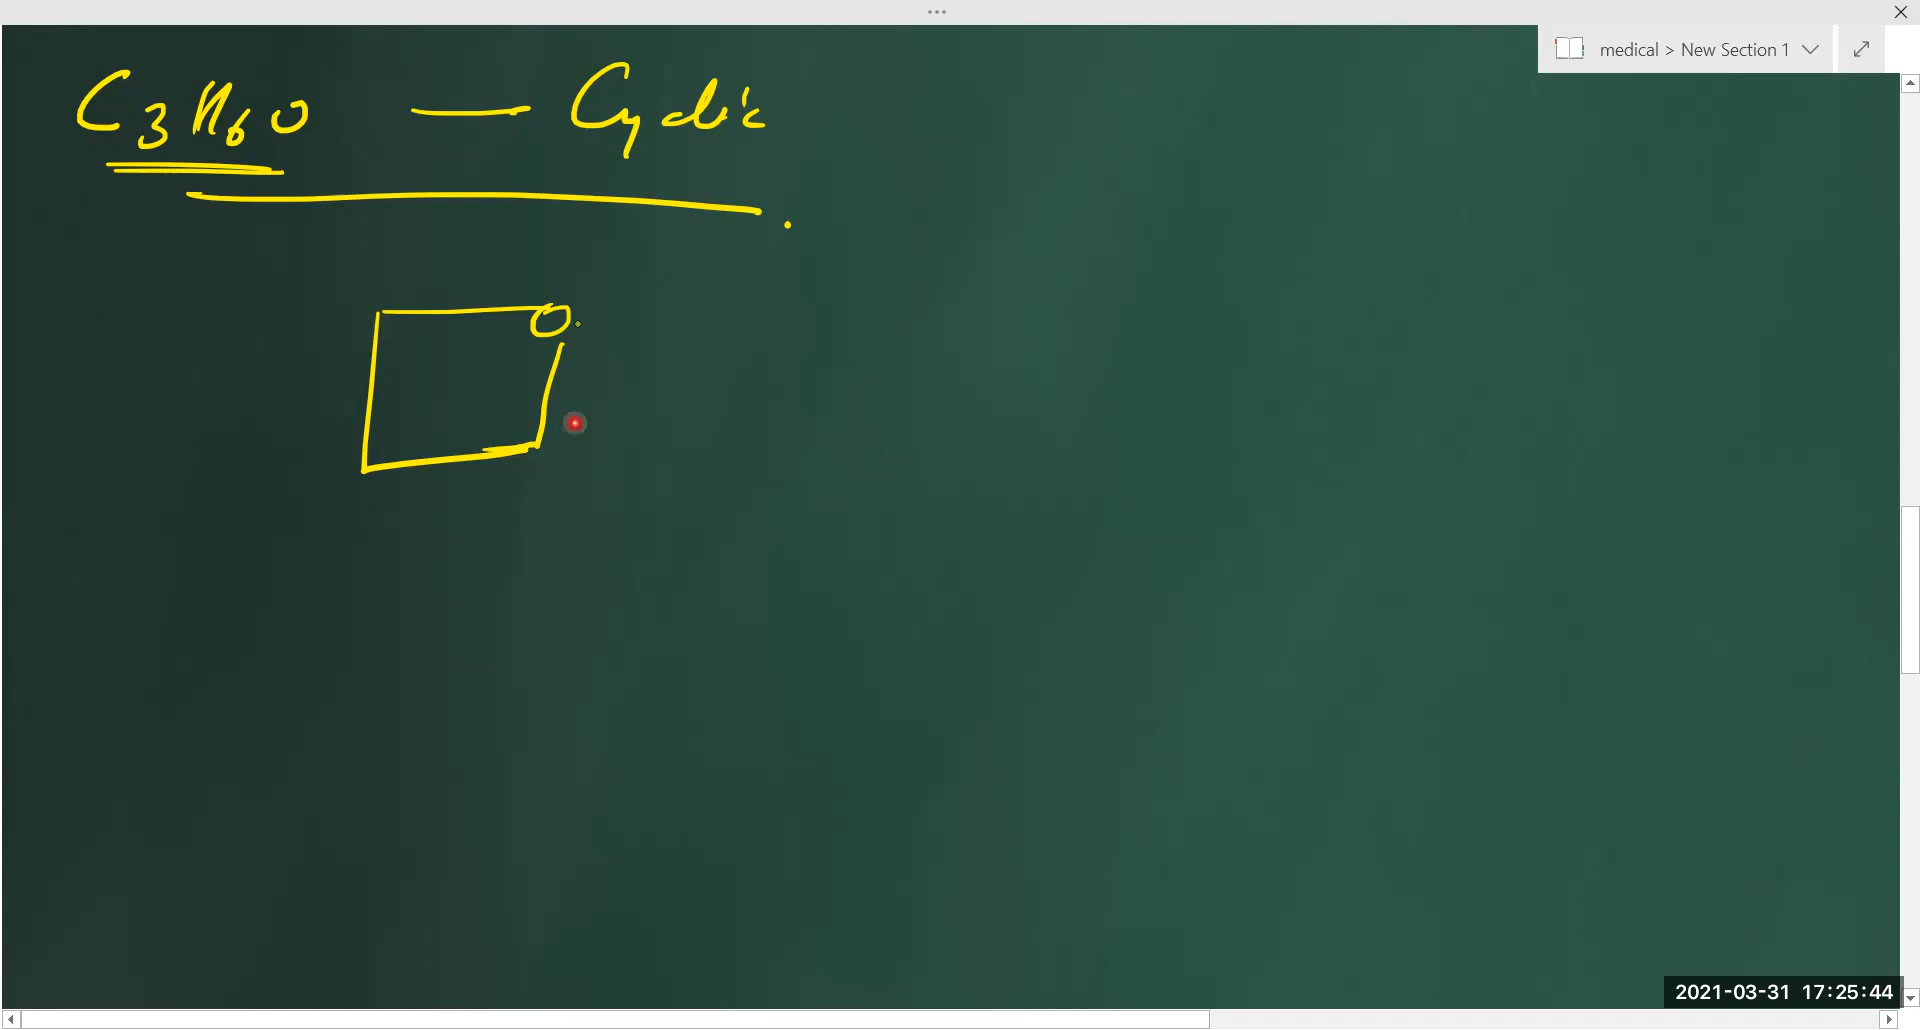 medical > New Section 1
C3H6O — Cyclic
O
2021-03-31 17:25:44